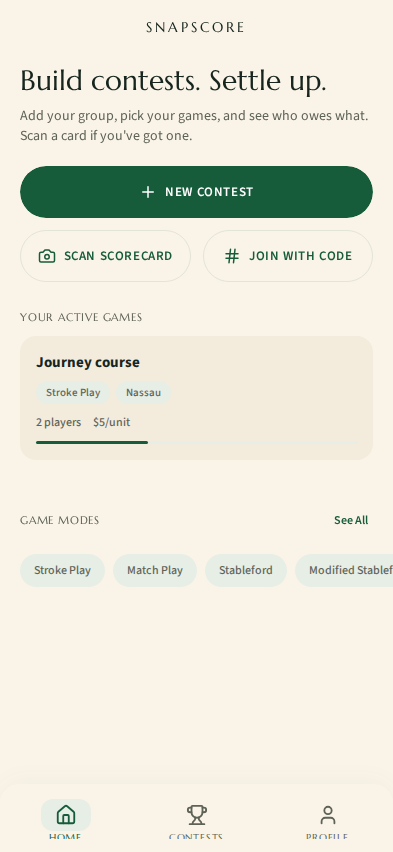 SNAPSCORE
Build contests. Settle up.
Add your group, pick your games, and see who owes what.
Scan a card if you've got one.
NEW CONTEST
SCAN SCORECARD
JOIN WITH CODE
YOUR ACTIVE GAMES
Journey course
Stroke Play Nassau
2 players $5/unit
GAME MODES See All
Stroke Play Match Play Stableford Modified Stablef
HOME CONTESTS PROFILE